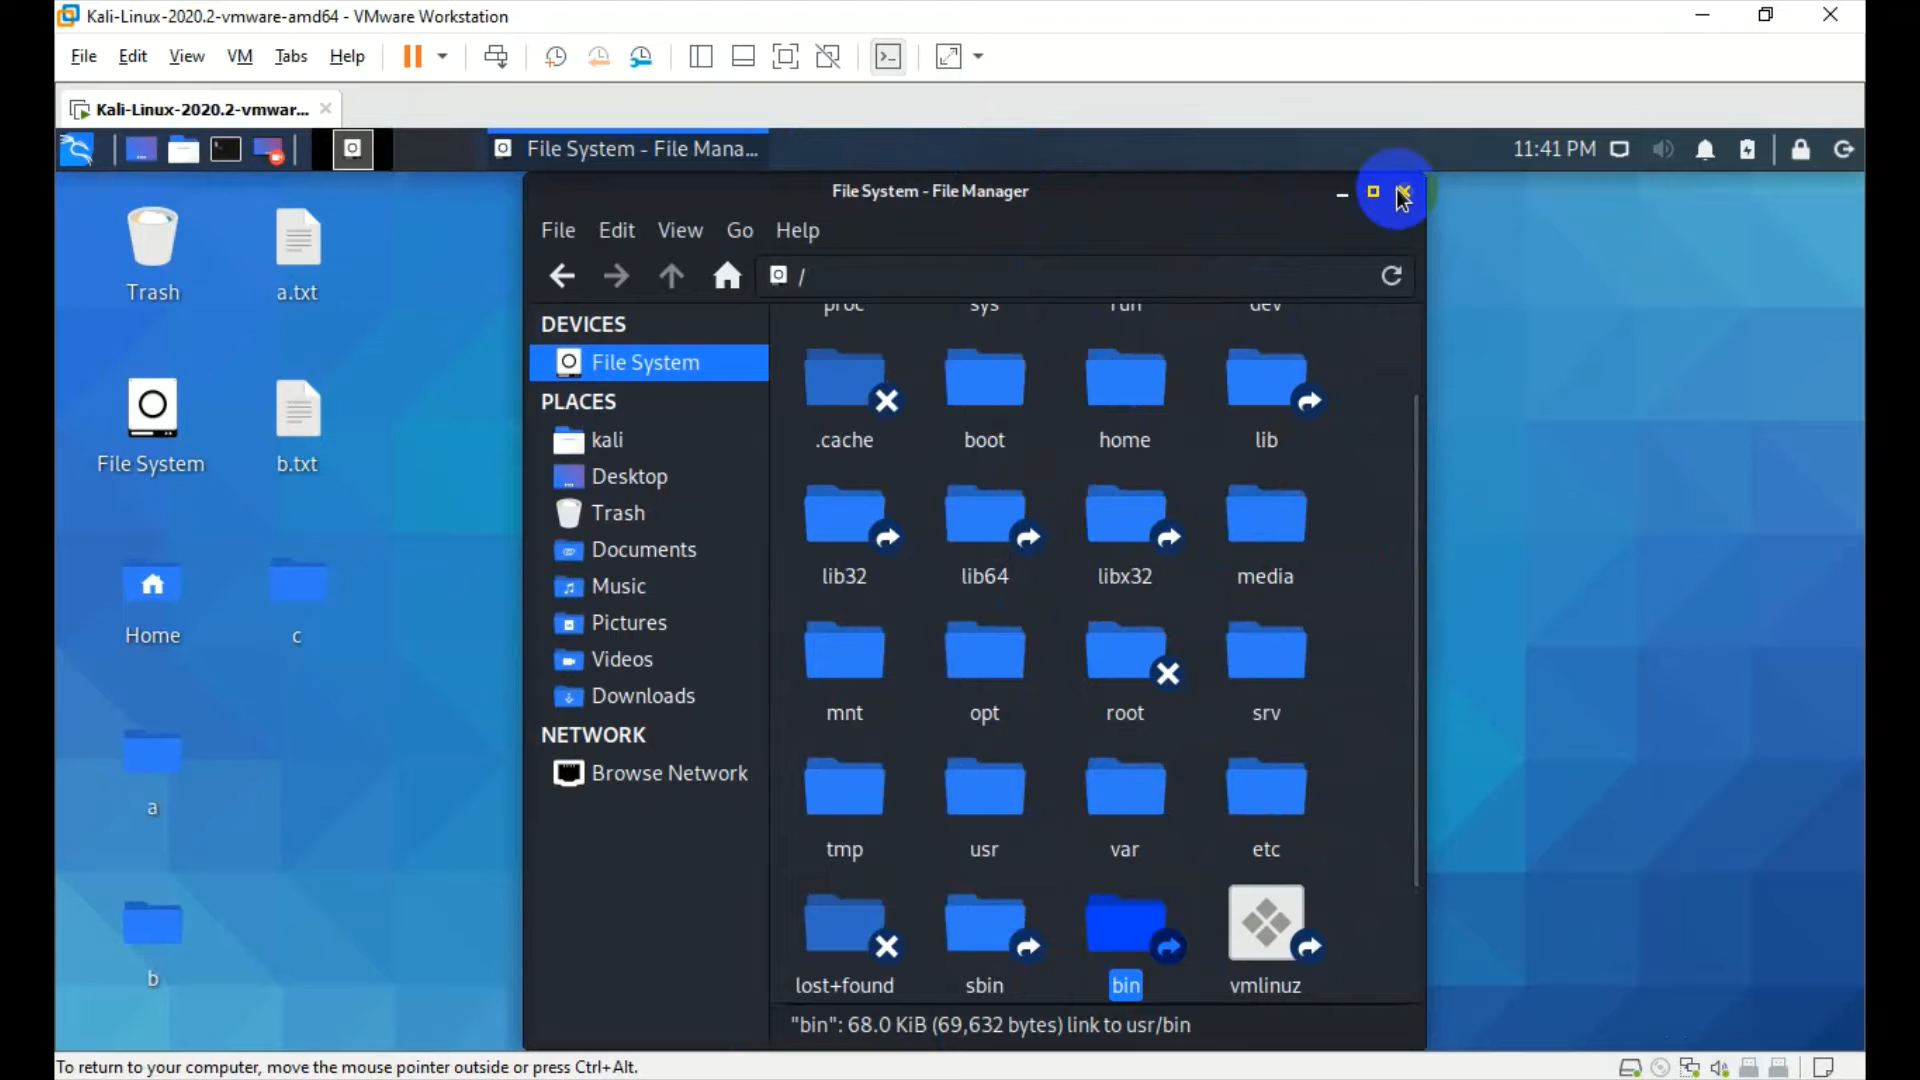 Kali-Linux-2020.2-vmware-amd64 - VMware Workstation
File Edit View VM Tabs Help
Kali-Linux-2020.2-vmwar...
File System - File Mana...
11:41 PM
File System - File Manager
File Edit View Go Help
/
Trash
a.txt
File System
b.txt
Home
c
a
b
DEVICES
File System
PLACES
kali
Desktop
Trash
Documents
Music
Pictures
Videos
Downloads
NETWORK
Browse Network
proc sys run dev
.cache boot home lib
lib32 lib64 libx32 media
mnt opt root srv
tmp usr var etc
lost+found sbin bin vmlinuz
"bin": 68.0 KiB (69,632 bytes) link to usr/bin
To return to your computer, move the mouse pointer outside or press Ctrl+Alt.